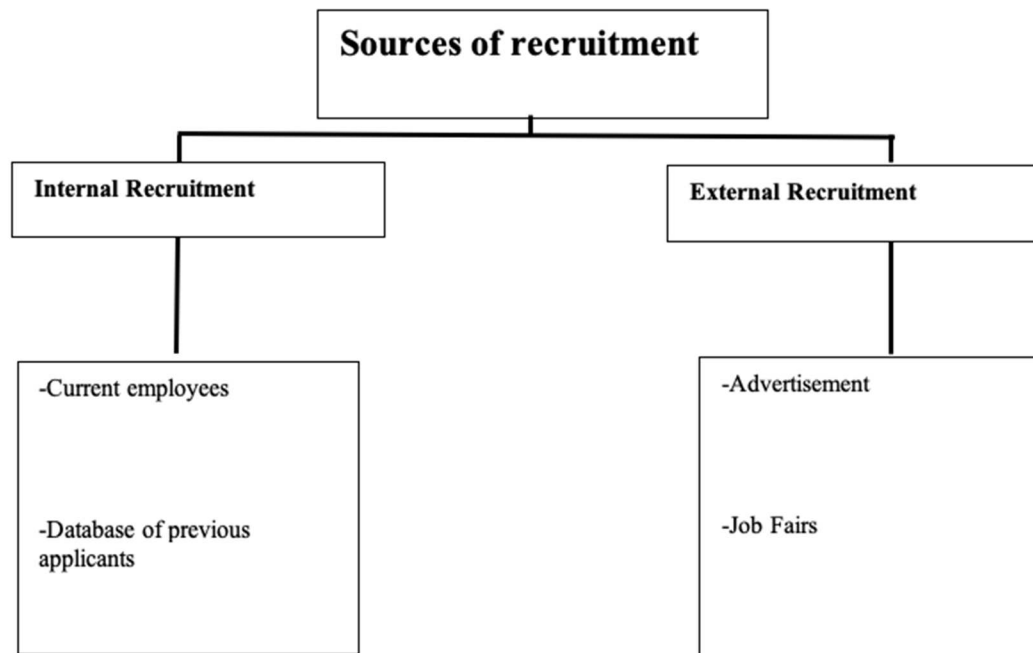 Sources of recruitment
Internal Recruitment
External Recruitment
-Current employees
-Database of previous
applicants
-Advertisement
-Job Fairs